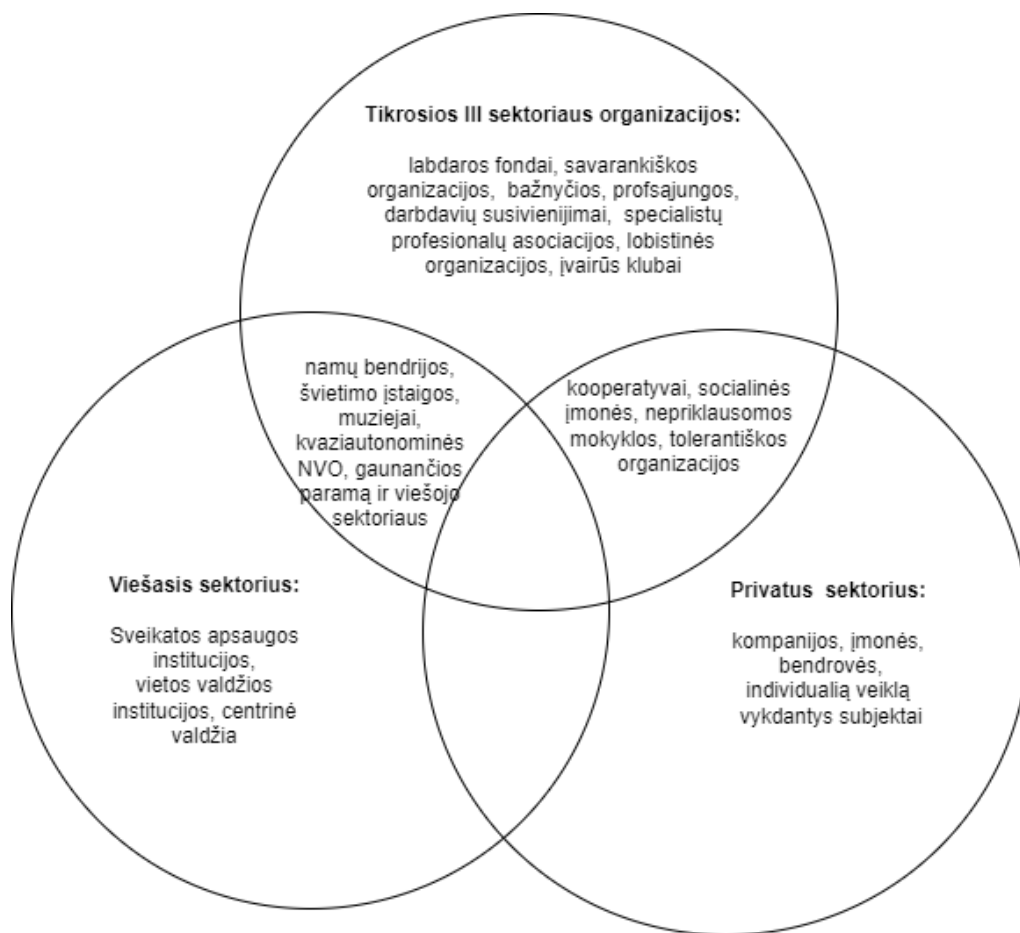 Tikrosios III sektoriaus organizacijos:
labdaros fondai, savarankiškos
organizacijos, bažnyčios, profsąjungos,
darbdavių susivienijimai, specialistų
profesionalų asociacijos, lobistinės
organizacijos, įvairūs klubai
namų bendrijos,
švietimo įstaigos,
muziejai,
kvaziautonominės
NVO, gaunančios
paramą ir viešojo
sektoriaus
kooperatyvai, socialinės
įmonės, nepriklausomos
mokyklos, tolerantiškos
organizacijos
Viešasis sektorius:
Sveikatos apsaugos
institucijos,
vietos valdžios
institucijos, centrinė
valdžia
Privatus sektorius:
kompanijos, įmonės,
bendrovės,
individualią veiklą
vykdantys subjektai